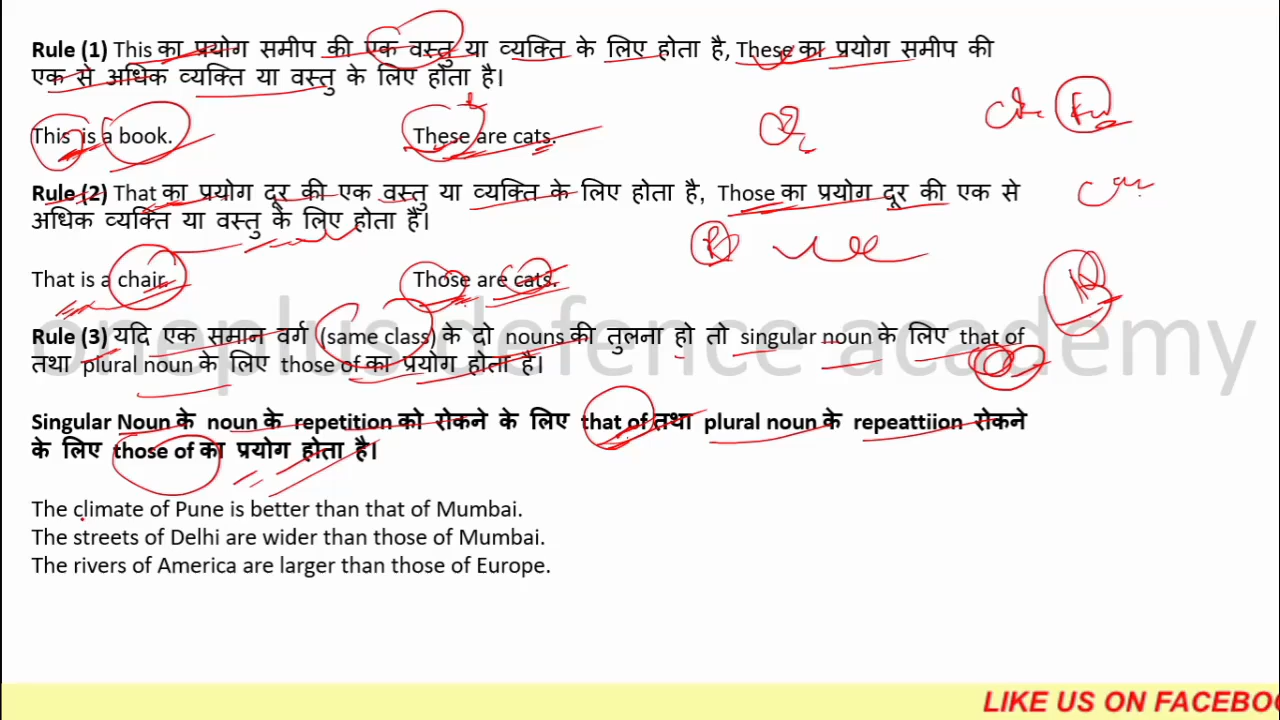 Rule (1) This का प्रयोग समीप की एक वस्तु या व्यक्ति के लिए होता है, These का प्रयोग समीप की
एक से अधिक व्यक्ति या वस्तु के लिए होता है।
This is a book. These are cats.
Rule (2) That का प्रयोग दूर की एक वस्तु या व्यक्ति के लिए होता है, Those का प्रयोग दूर की एक से
अधिक व्यक्ति या वस्तु के लिए होता है।
That is a chair. Those are cats.
oneplus defence academy
Rule (3) यदि एक समान वर्ग (same class) के दो nouns की तुलना हो तो singular noun के लिए that of
तथा plural noun के लिए those of का प्रयोग होता है।
Singular Noun के noun के repetition को रोकने के लिए that of तथा plural noun के repeattiion रोकने
के लिए those of का प्रयोग होता है।
The climate of Pune is better than that of Mumbai.
The streets of Delhi are wider than those of Mumbai.
The rivers of America are larger than those of Europe.
LIKE US ON FACEBO